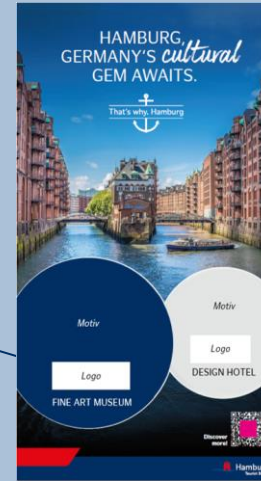 HAMBURG,
GERMANY'S cultural
GEM AWAITS.
That's why. Hamburg
Motiv
Motiv
Logo
Logo
DESIGN HOTEL
FINE ART MUSEUM
Discover
more!